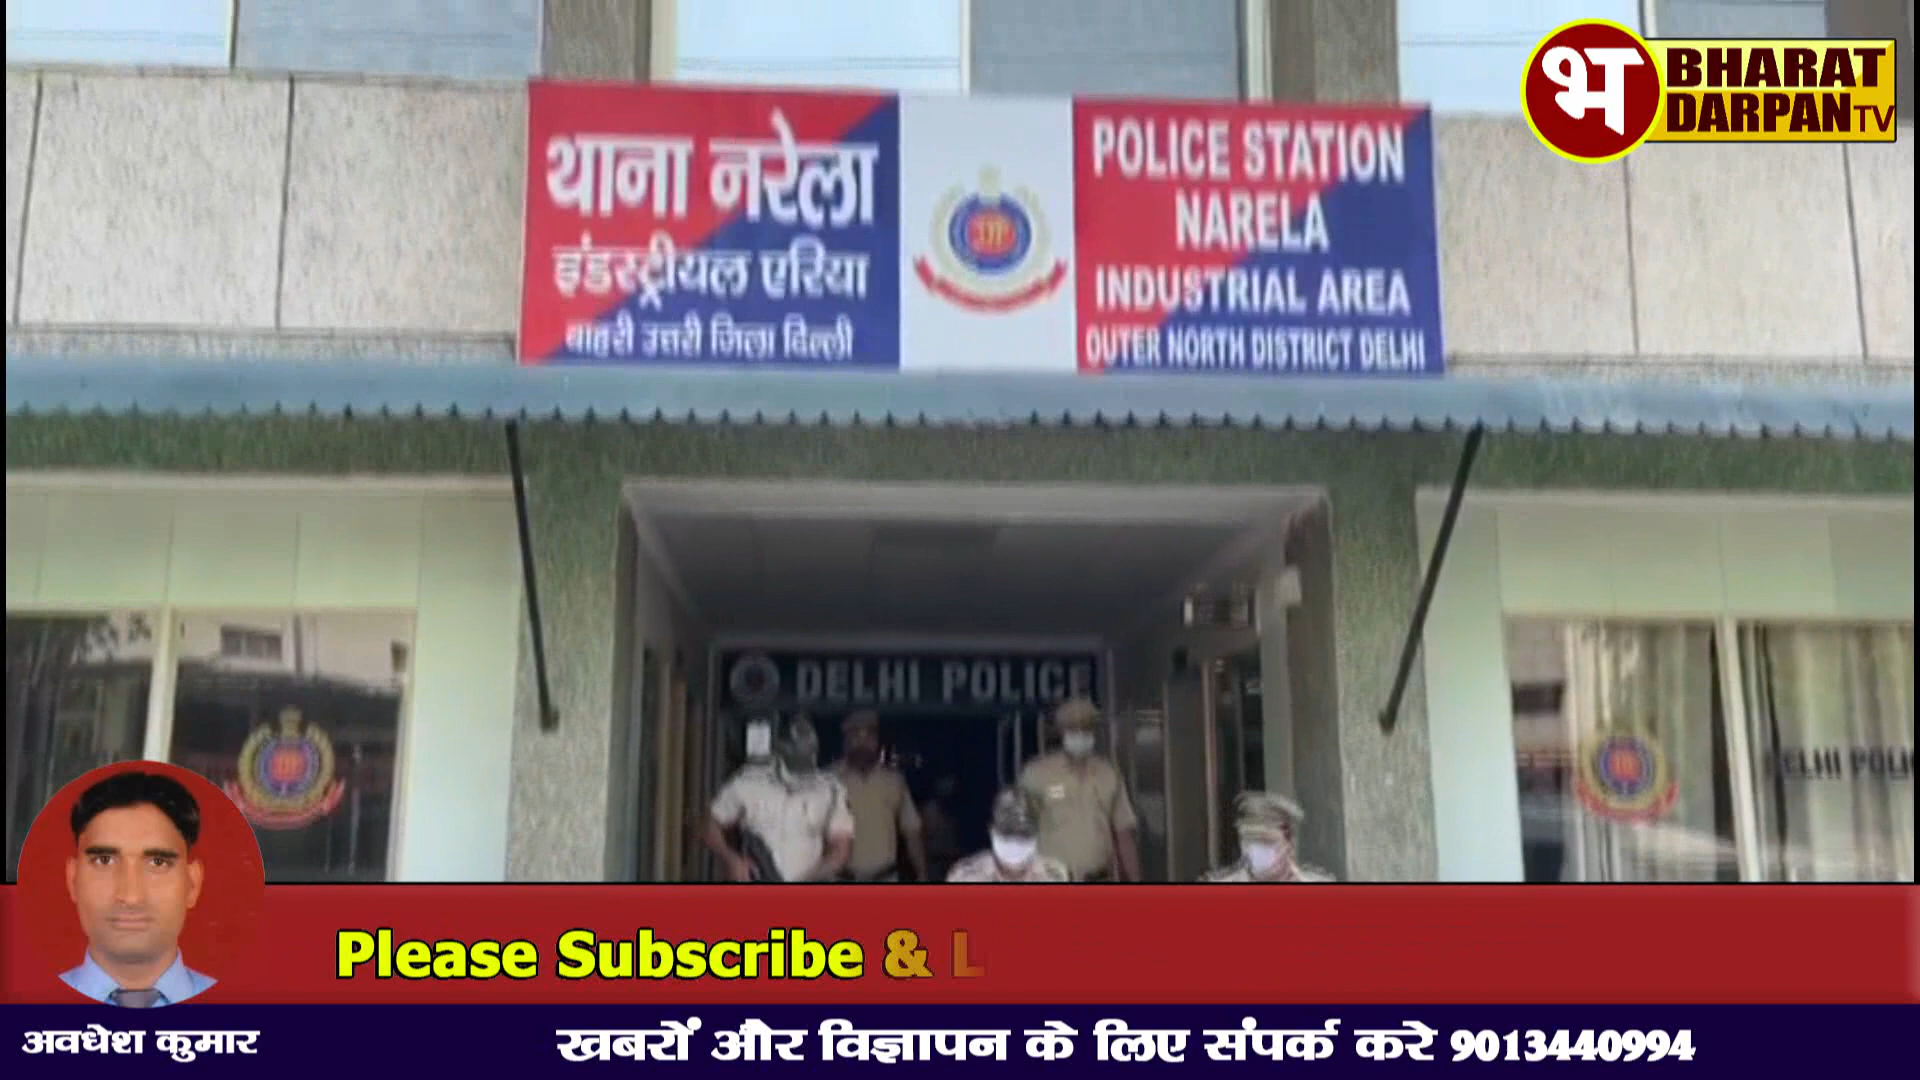 भ BHARAT
DARPAN TV
थाना नरेला
इंडस्ट्रीयल एरिया
बाहरी उत्तरी जिला दिल्ली
POLICE STATION
NARELA
INDUSTRIAL AREA
OUTER NORTH DISTRICT DELHI
DELHI POLICE
Please Subscribe & L
अवधेश कुमार
खबरों और विज्ञापन के लिए संपर्क करे 9013440994